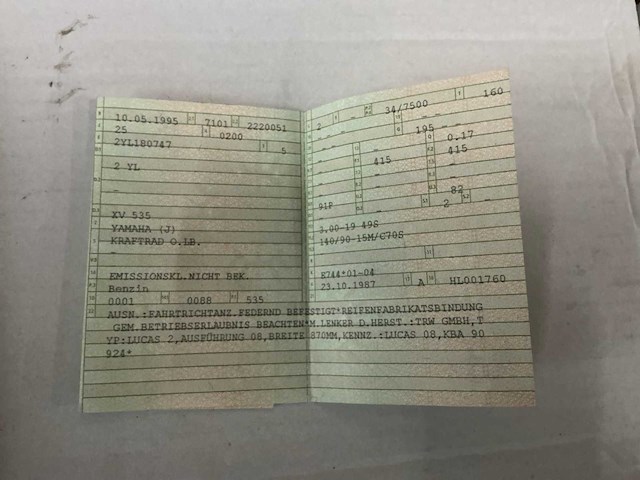 10.05.1995 7101 2220051
25 0200
2YL180747 5
2 YL
–
XV 535
YAMAHA (J)
KRAFTRAD O.LB.
–
EMISSIONSKL.NICHT BEK.
Benzin
0001 0088 535
2 – 34/7500 160
– – 195 – –
– – 0.17
– 415 415
– – –
– – –
– – 82
01P 2 –
3.00-19 49S
140/90-15M/C70S
E744*01-04
23.10.1987 A HL001760
AUSN.:FAHRTRICHTANZ.FEDERND BEFESTIGT*REIFENFABRIKATSBINDUNG
GEM.BETRIEBSERLAUBNIS BEACHTEN*M.LENKER D.HERST.:TRW GMBH,T
YP:LUCAS 2,AUSFÜHRUNG 08,BREITE 870MM,KENNZ.:LUCAS 08,KBA 90
924*